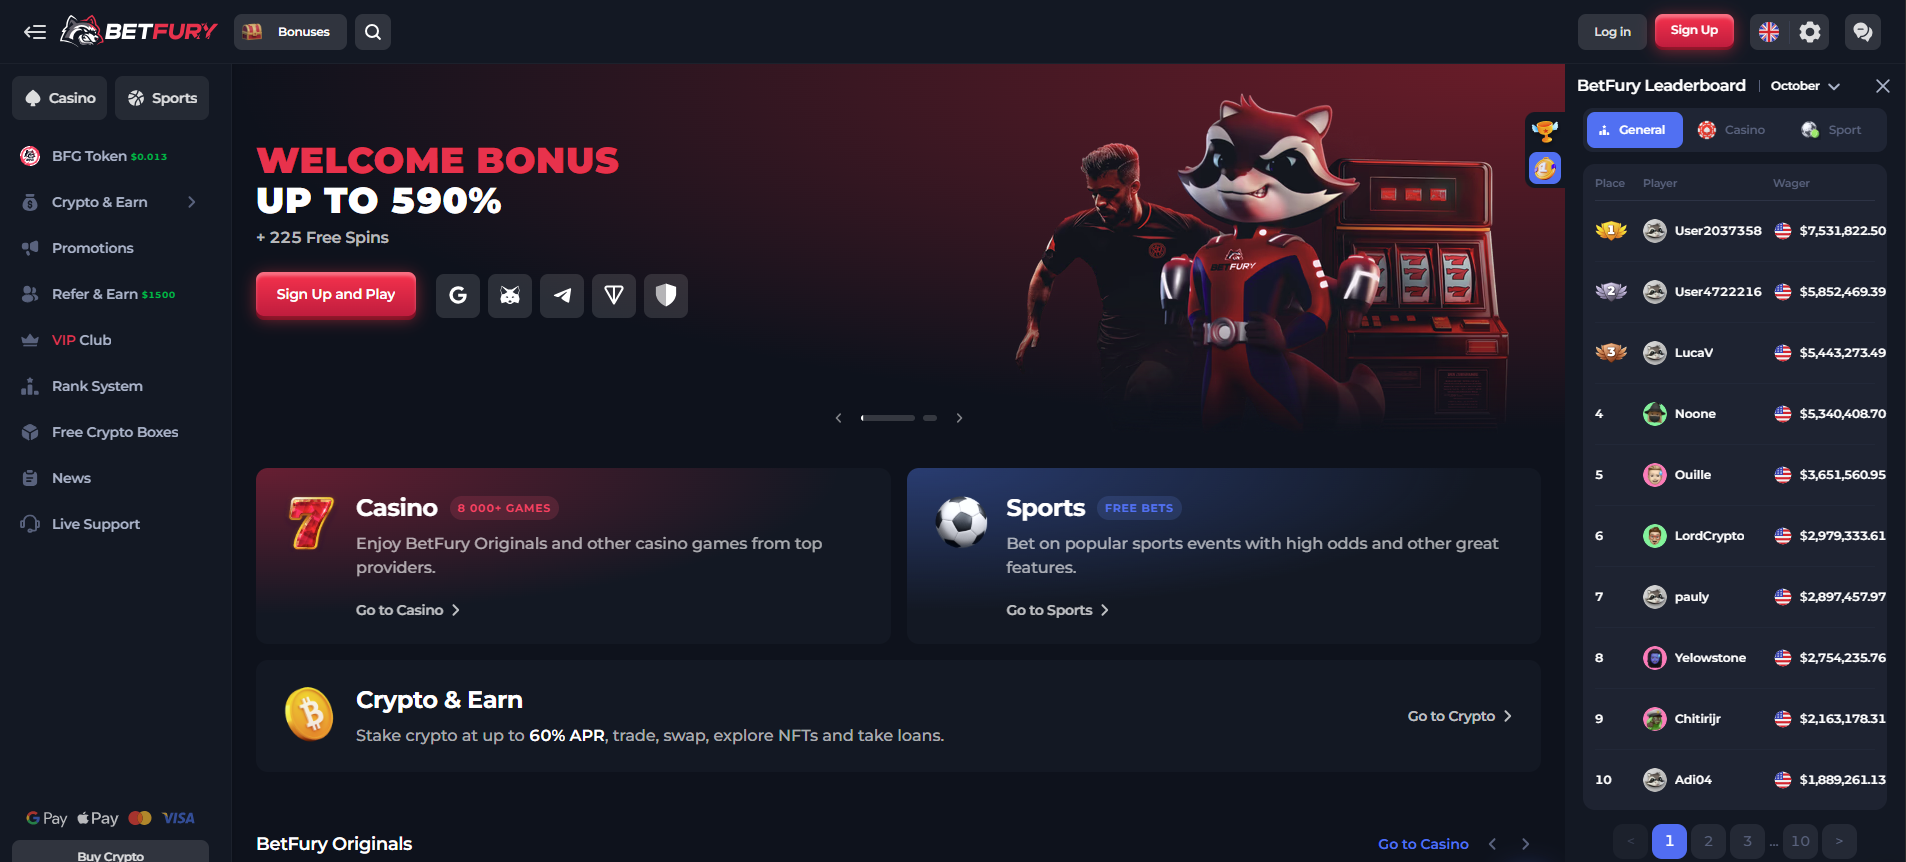 BETFURY
Bonuses
Log in
Sign Up
Casino
Sports
BFG Token $0.013
Crypto & Earn
Promotions
Refer & Earn $1500
VIP Club
Rank System
Free Crypto Boxes
News
Live Support
G Pay Pay VISA
Buy Crypto
WELCOME BONUS
UP TO 590%
+ 225 Free Spins
Sign Up and Play
BETFURY
Casino 8 000+ GAMES
Enjoy BetFury Originals and other casino games from top
providers.
Go to Casino
Sports FREE BETS
Bet on popular sports events with high odds and other great
features.
Go to Sports
Crypto & Earn
Stake crypto at up to 60% APR, trade, swap, explore NFTs and take loans.
Go to Crypto
BetFury Originals
Go to Casino
BetFury Leaderboard | October
General Casino Sport
Place Player Wager
1 User2037358 $7,531,822.50
2 User4722216 $5,852,469.39
3 LucaV $5,443,273.49
4 Noone $5,340,408.70
5 Ouille $3,651,560.95
6 LordCrypto $2,979,333.61
7 pauly $2,897,457.97
8 Yelowstone $2,754,235.76
9 Chitirijr $2,163,178.31
10 Adi04 $1,889,261.13
< 1 2 3 ... 10 >